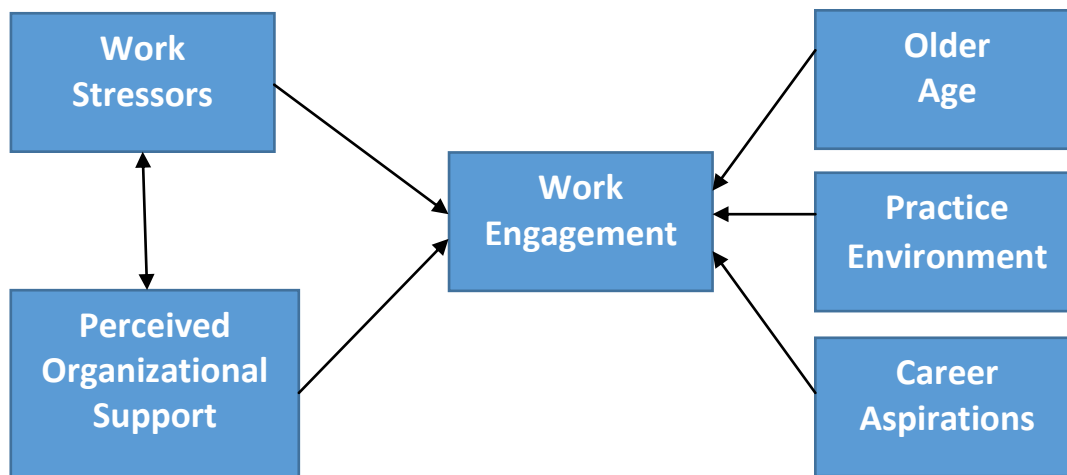 Work
Stressors
Perceived
Organizational
Support
Work
Engagement
Older
Age
Practice
Environment
Career
Aspirations